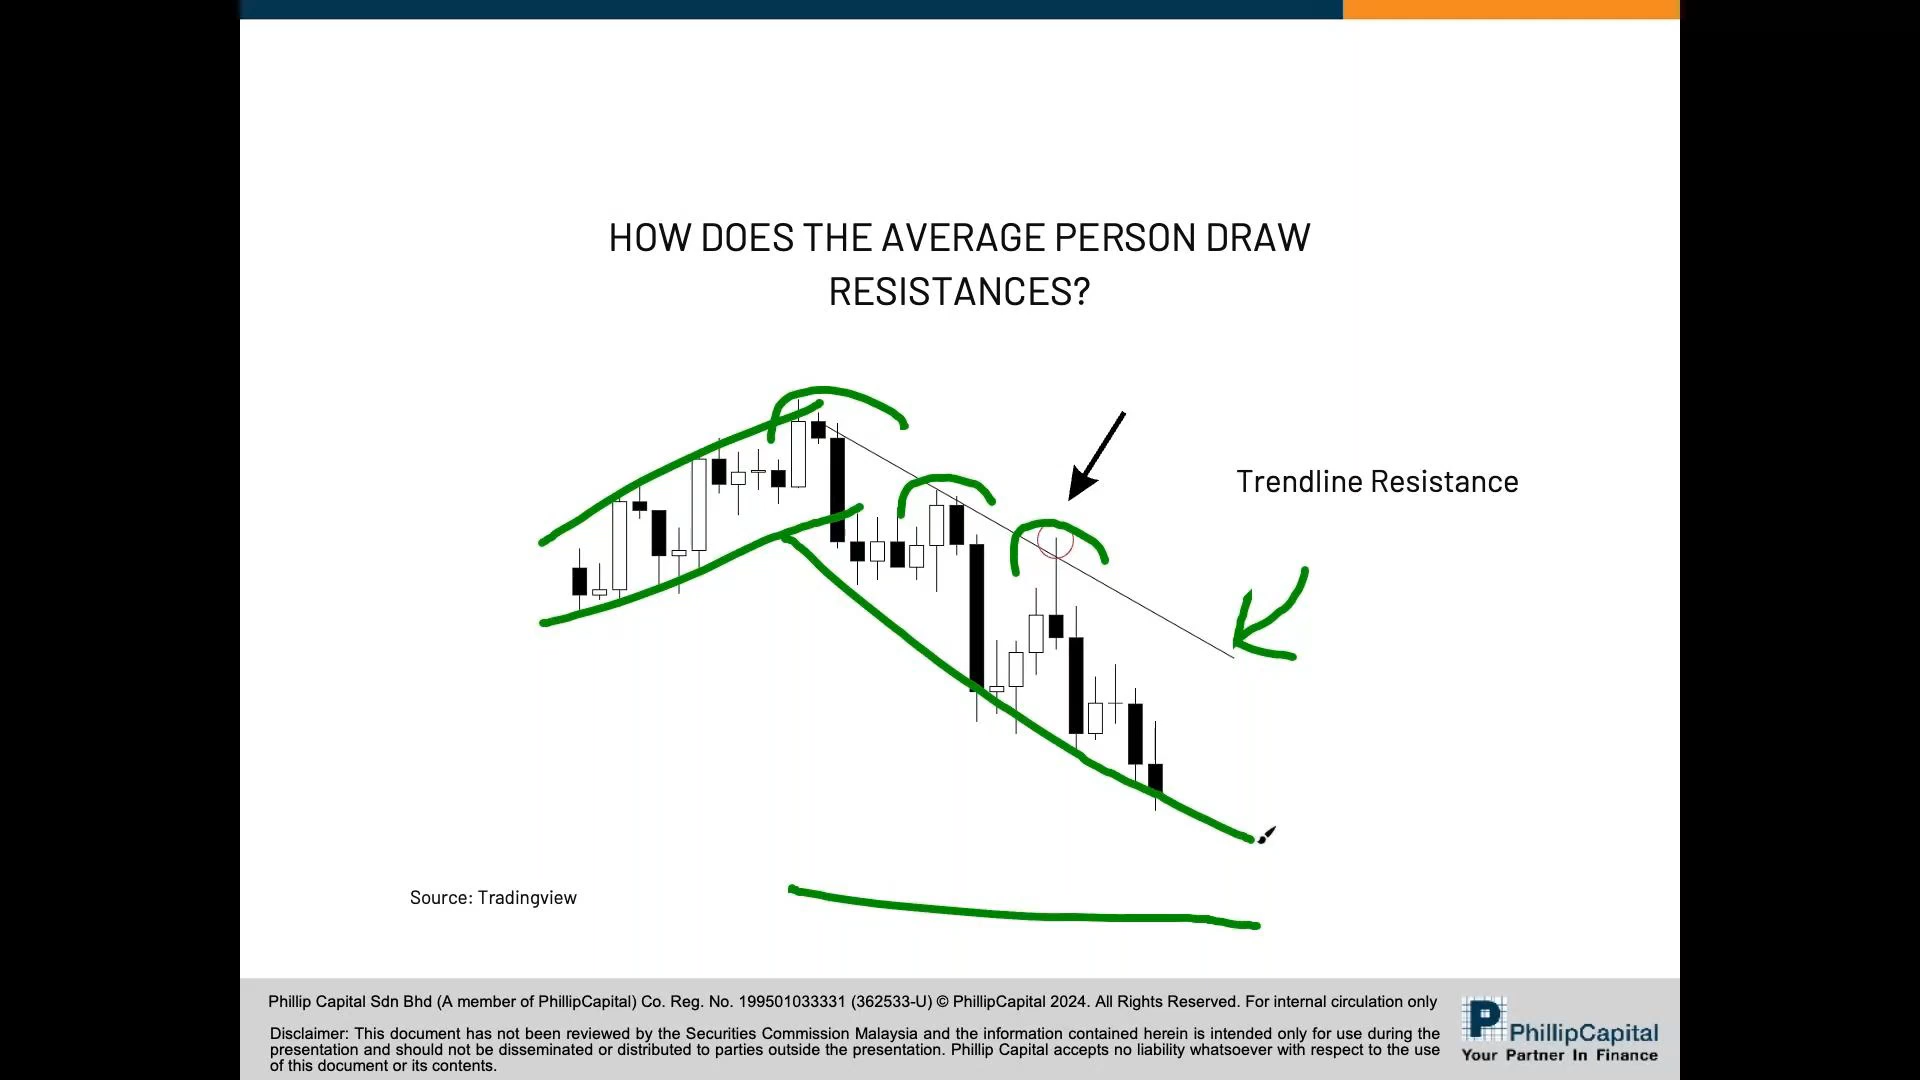 HOW DOES THE AVERAGE PERSON DRAW
RESISTANCES?
Trendline Resistance
Source: Tradingview
Phillip Capital Sdn Bhd (A member of PhillipCapital) Co. Reg. No. 199501033331 (362533-U) © PhillipCapital 2024. All Rights Reserved. For internal circulation only
Disclaimer: This document has not been reviewed by the Securities Commission Malaysia and the information contained herein is intended only for use during the
presentation and should not be disseminated or distributed to parties outside the presentation. Phillip Capital accepts no liability whatsoever with respect to the use
of this document or its contents.
P
PhillipCapital
Your Partner In Finance